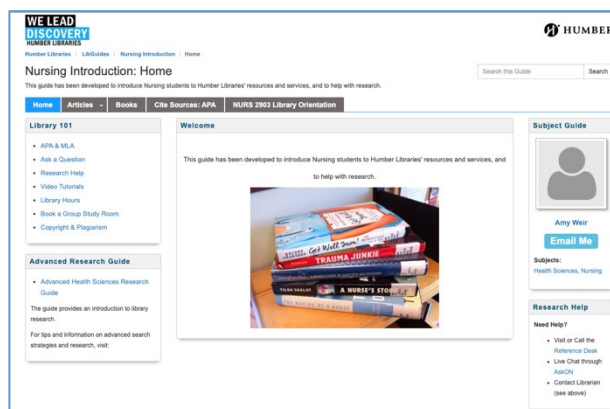 WE LEAD
DISCOVERY
HUMBER LIBRARIES
HUMBER
Humber Libraries / LibGuides / Nursing Introduction / Home
Nursing Introduction: Home
This guide has been developed to introduce Nursing students to Humber Libraries' resources and services, and to help with research.
Search this Guide Search
Home Articles Books Cite Sources: APA NURS 2903 Library Orientation
Library 101
APA & MLA
Ask a Question
Research Help
Video Tutorials
Library Hours
Book a Group Study Room
Copyright & Plagiarism
Advanced Research Guide
Advanced Health Sciences Research
Guide
The guide provides an introduction to library
research.
For tips and information on advanced search
strategies and research, visit:
Welcome
This guide has been developed to introduce Nursing students to Humber Libraries' resources and services, and
to help with research.
Get Well Soon!
TRAUMA JUNKIE
TILDA SHALOF A NURSE'S STORY
THE MAKING OF A NURSE
Subject Guide
Amy Weir
Email Me
Subjects:
Health Sciences, Nursing
Research Help
Need Help?
Visit or Call the
Reference Desk
Live Chat through
AskON
Contact Librarian
(see above)